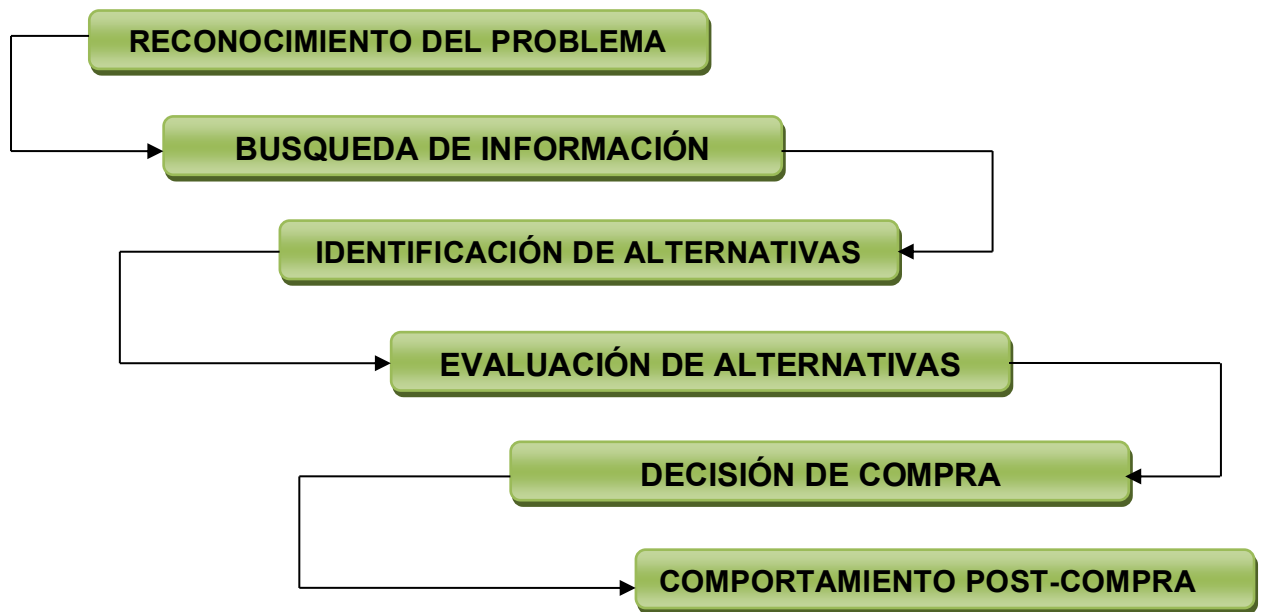 RECONOCIMIENTO DEL PROBLEMA
BUSQUEDA DE INFORMACIÓN
IDENTIFICACIÓN DE ALTERNATIVAS
EVALUACIÓN DE ALTERNATIVAS
DECISIÓN DE COMPRA
COMPORTAMIENTO POST-COMPRA